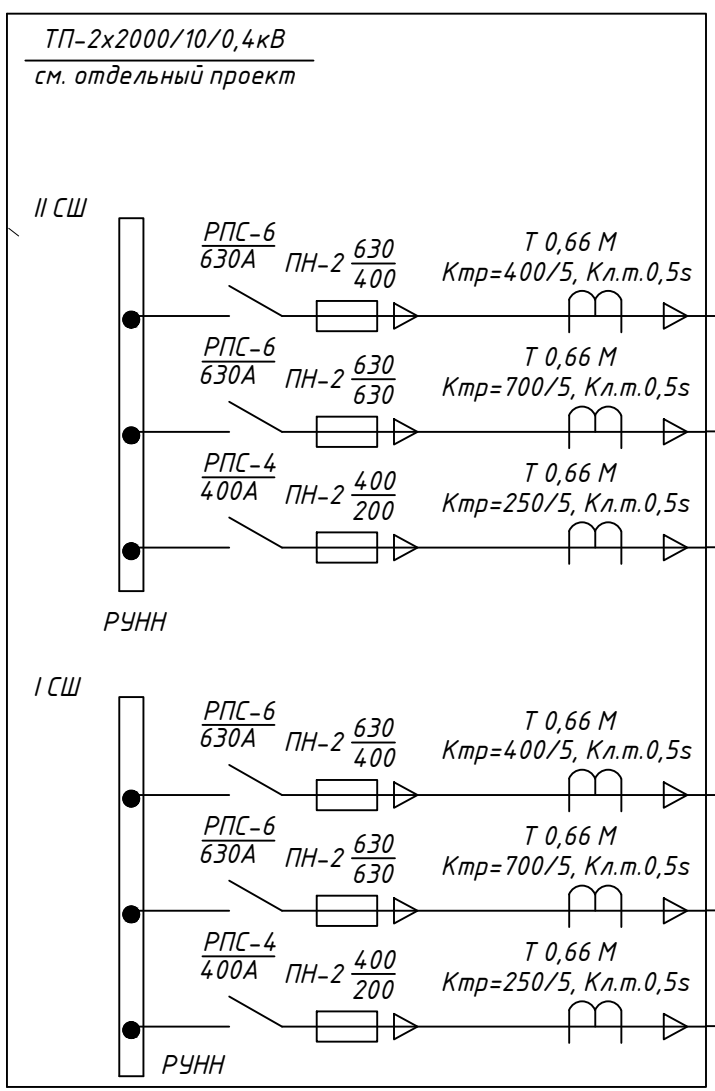 ТП-2х2000/10/0,4кВ
см. отдельный проект
II СШ
РПС-6
630А
ПН-2 630
400
Т 0,66 М
Ктр=400/5, Кл.т.0,5s
РПС-6
630А
ПН-2 630
630
Т 0,66 М
Ктр=700/5, Кл.т.0,5s
РПС-4
400А
ПН-2 400
200
Т 0,66 М
Ктр=250/5, Кл.т.0,5s
РУНН
I СШ
РПС-6
630А
ПН-2 630
400
Т 0,66 М
Ктр=400/5, Кл.т.0,5s
РПС-6
630А
ПН-2 630
630
Т 0,66 М
Ктр=700/5, Кл.т.0,5s
РПС-4
400А
ПН-2 400
200
Т 0,66 М
Ктр=250/5, Кл.т.0,5s
РУНН